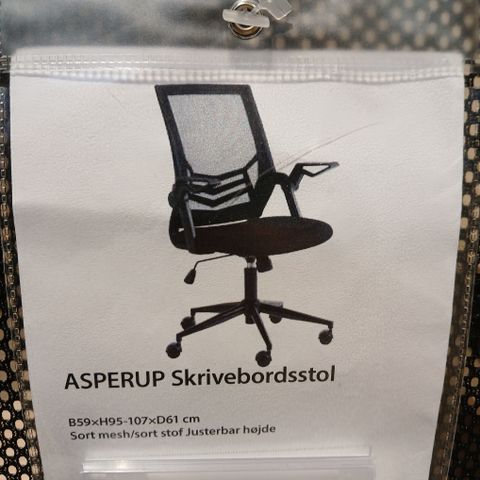 ASPERUP Skrivebordsstol
B59×H95-107×D61 cm
Sort mesh/sort stof Justerbar højde